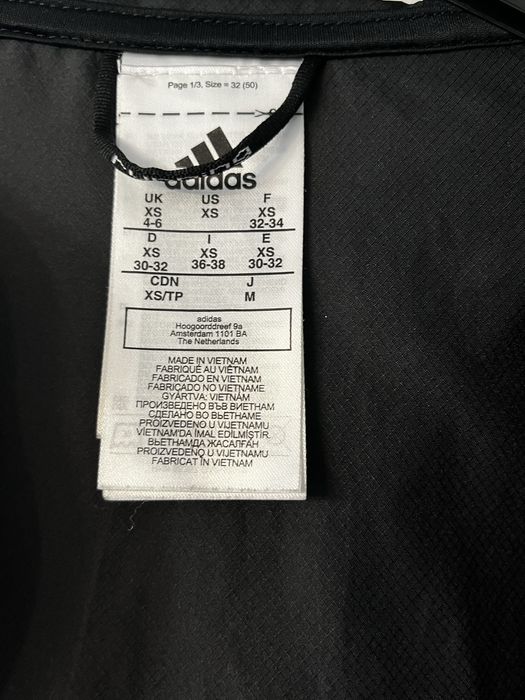 Page 1/3, Size = 32 (50)
adidas
UK US F
XS XS XS
4-6 32-34
D I E
XS XS XS
30-32 36-38 30-32
CDN J
XS/TP M
adidas
Hoogoorddreef 9a
Amsterdam 1101 BA
The Netherlands
MADE IN VIETNAM
FABRIQUÉ AU VIÊTNAM
FABRICADO EN VIETNAM
FABRICADO NO VIETNAME
GYÁRTVA: VIETNÁM
ПРОИЗВЕДЕНО ВЪВ ВИЕТНАМ
СДЕЛАНО ВО ВЬЕТНАМЕ
PROIZVEDENO U VIJETNAMU
VİETNAM'DA İMAL EDİLMİŞTİR.
ВЬЕТНАМДА ЖАСАЛҒАН
PROIZVEDENO U VIJETNAMU
FABRICAT ÎN VIETNAM